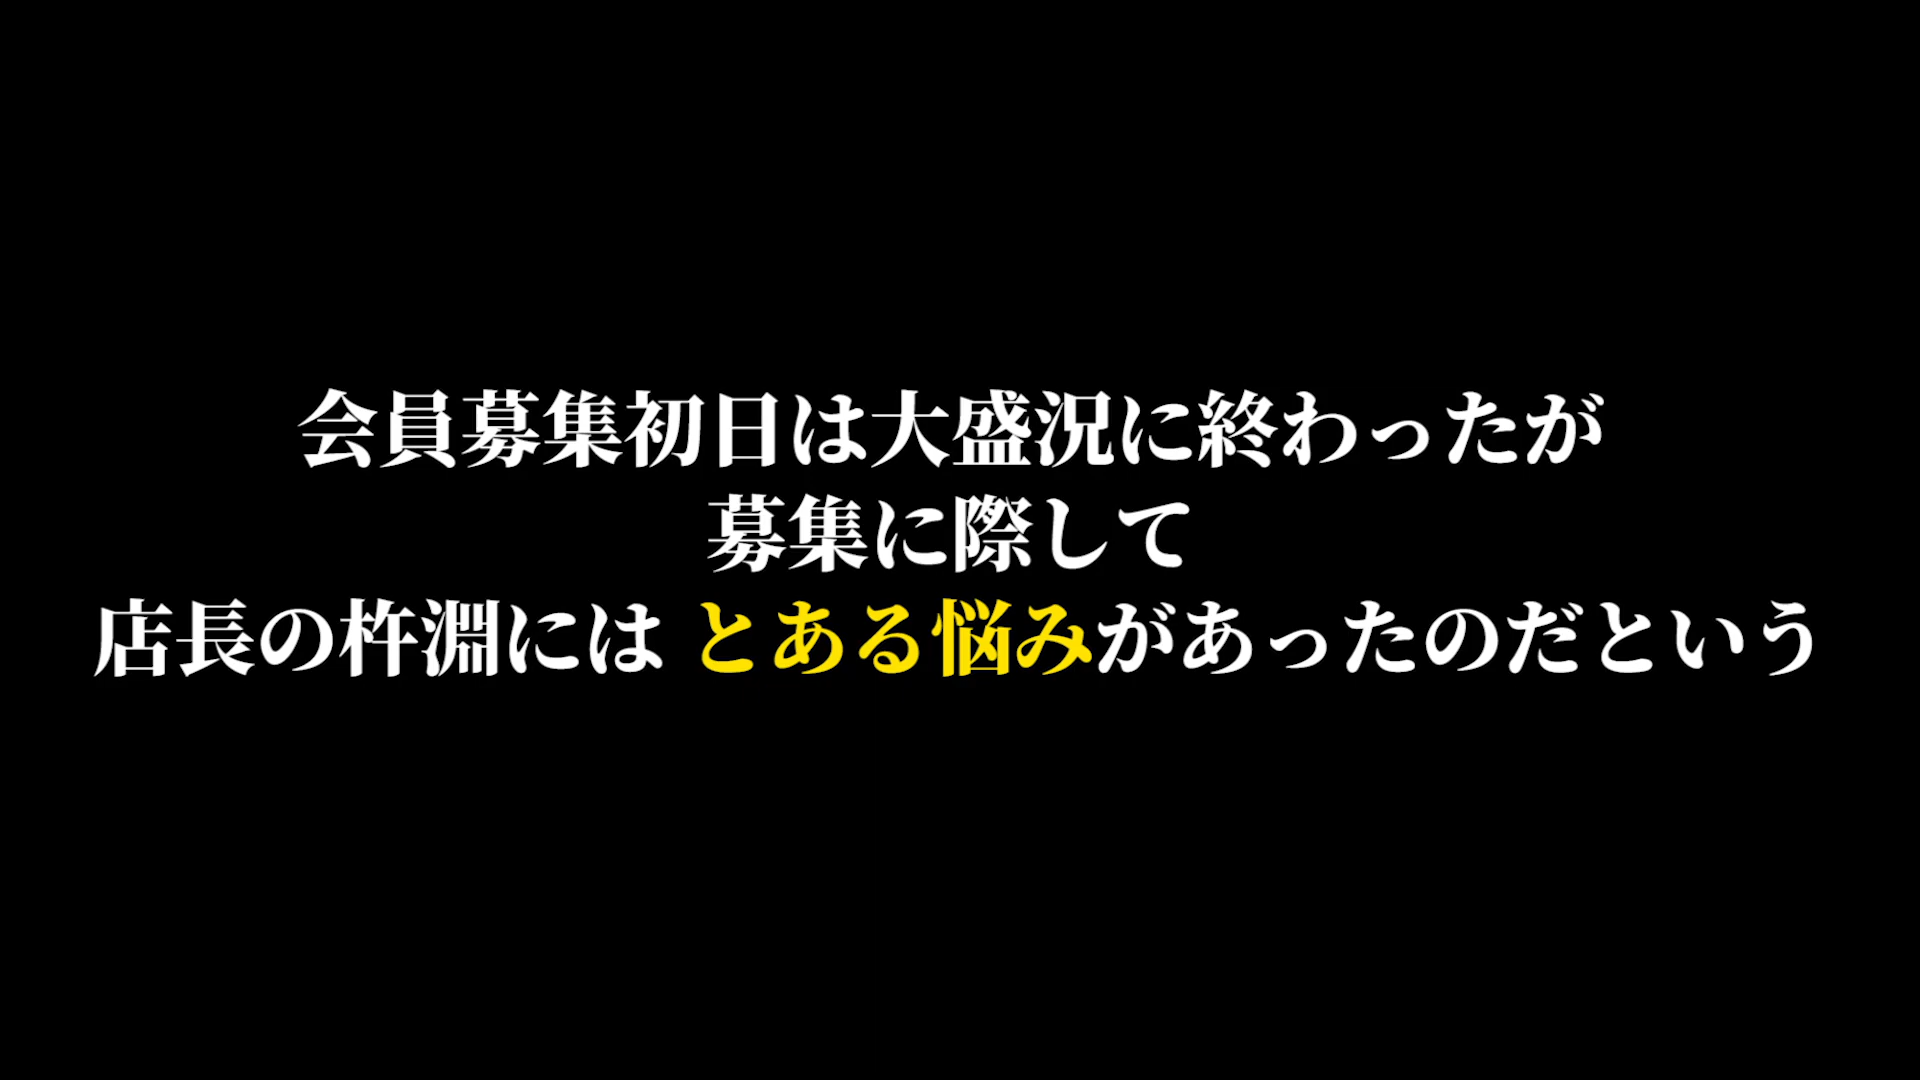 会員募集初日は大盛況に終わったが
募集に際して
店長の杵淵には とある悩みがあったのだという